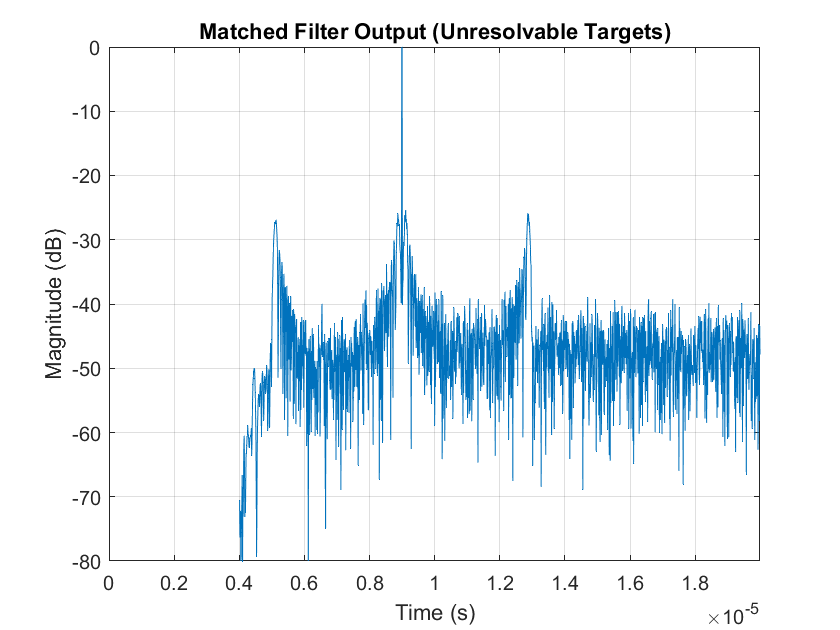 Matched Filter Output (Unresolvable Targets)
0
-10
-20
-30
-40
-50
-60
-70
-80
Magnitude (dB)
0 0.2 0.4 0.6 0.8 1 1.2 1.4 1.6 1.8
Time (s)
×10-5